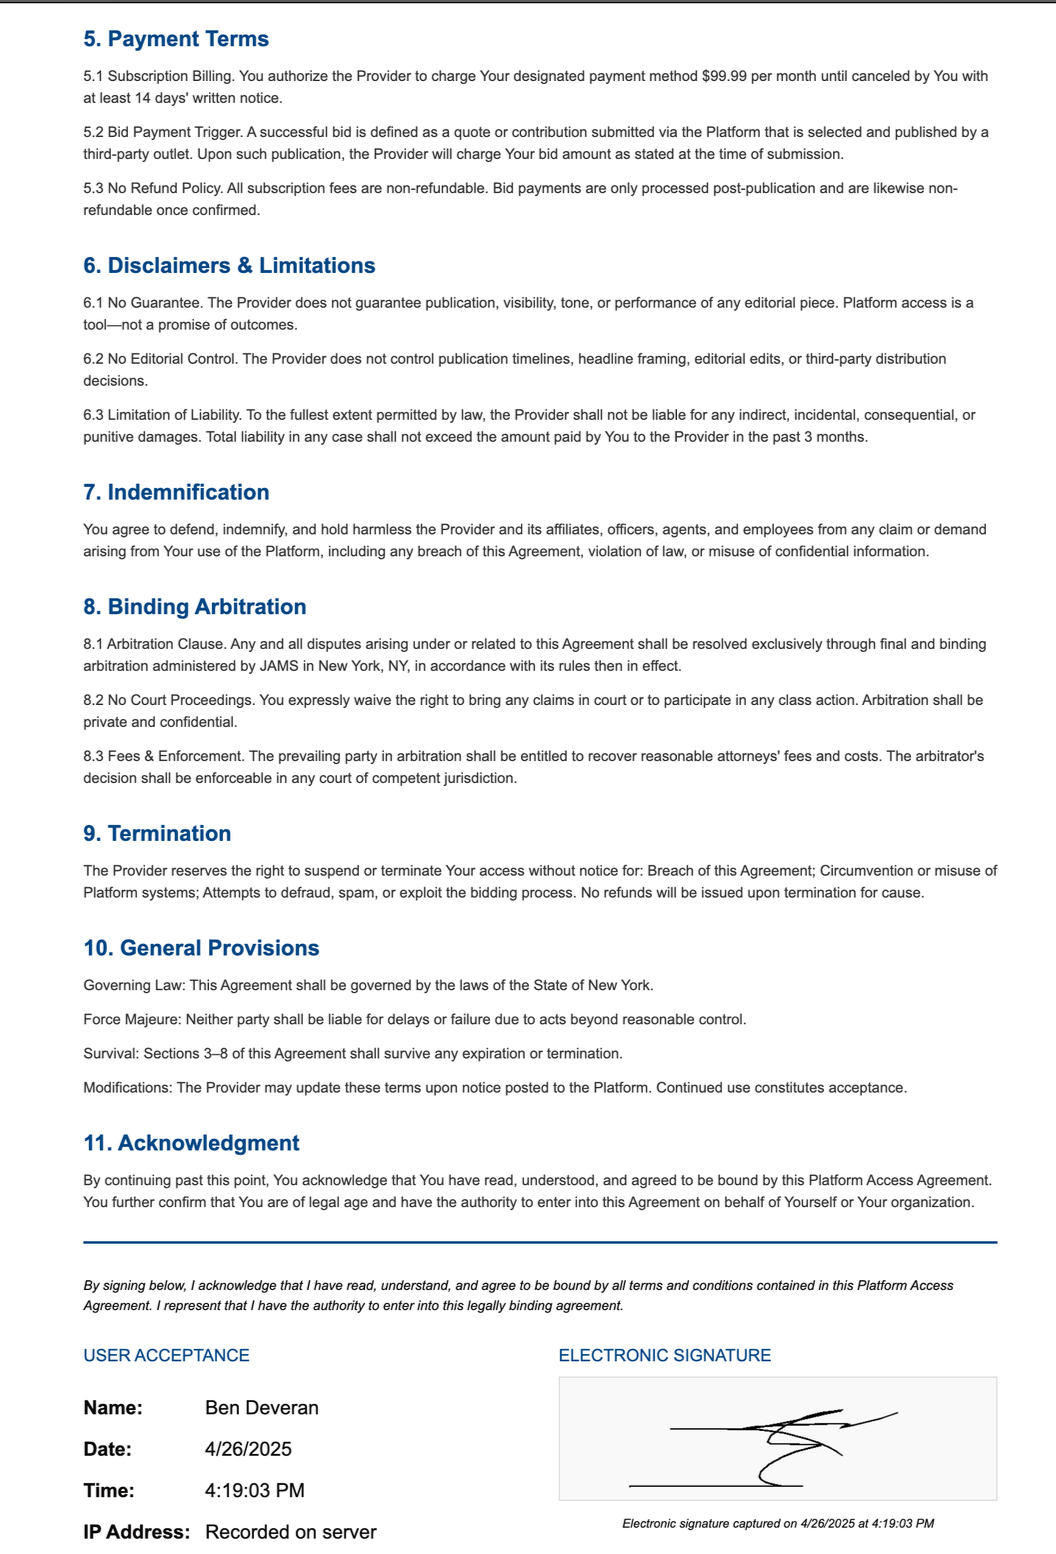 5. Payment Terms
5.1 Subscription Billing. You authorize the Provider to charge Your designated payment method $99.99 per month until canceled by You with
at least 14 days' written notice.
5.2 Bid Payment Trigger. A successful bid is defined as a quote or contribution submitted via the Platform that is selected and published by a
third-party outlet. Upon such publication, the Provider will charge Your bid amount as stated at the time of submission.
5.3 No Refund Policy. All subscription fees are non-refundable. Bid payments are only processed post-publication and are likewise non-
refundable once confirmed.
6. Disclaimers & Limitations
6.1 No Guarantee. The Provider does not guarantee publication, visibility, tone, or performance of any editorial piece. Platform access is a
tool—not a promise of outcomes.
6.2 No Editorial Control. The Provider does not control publication timelines, headline framing, editorial edits, or third-party distribution
decisions.
6.3 Limitation of Liability. To the fullest extent permitted by law, the Provider shall not be liable for any indirect, incidental, consequential, or
punitive damages. Total liability in any case shall not exceed the amount paid by You to the Provider in the past 3 months.
7. Indemnification
You agree to defend, indemnify, and hold harmless the Provider and its affiliates, officers, agents, and employees from any claim or demand
arising from Your use of the Platform, including any breach of this Agreement, violation of law, or misuse of confidential information.
8. Binding Arbitration
8.1 Arbitration Clause. Any and all disputes arising under or related to this Agreement shall be resolved exclusively through final and binding
arbitration administered by JAMS in New York, NY, in accordance with its rules then in effect.
8.2 No Court Proceedings. You expressly waive the right to bring any claims in court or to participate in any class action. Arbitration shall be
private and confidential.
8.3 Fees & Enforcement. The prevailing party in arbitration shall be entitled to recover reasonable attorneys' fees and costs. The arbitrator's
decision shall be enforceable in any court of competent jurisdiction.
9. Termination
The Provider reserves the right to suspend or terminate Your access without notice for: Breach of this Agreement; Circumvention or misuse of
Platform systems; Attempts to defraud, spam, or exploit the bidding process. No refunds will be issued upon termination for cause.
10. General Provisions
Governing Law: This Agreement shall be governed by the laws of the State of New York.
Force Majeure: Neither party shall be liable for delays or failure due to acts beyond reasonable control.
Survival: Sections 3–8 of this Agreement shall survive any expiration or termination.
Modifications: The Provider may update these terms upon notice posted to the Platform. Continued use constitutes acceptance.
11. Acknowledgment
By continuing past this point, You acknowledge that You have read, understood, and agreed to be bound by this Platform Access Agreement.
You further confirm that You are of legal age and have the authority to enter into this Agreement on behalf of Yourself or Your organization.
By signing below, I acknowledge that I have read, understand, and agree to be bound by all terms and conditions contained in this Platform Access
Agreement. I represent that I have the authority to enter into this legally binding agreement.
USER ACCEPTANCE
Name: Ben Deveran
Date: 4/26/2025
Time: 4:19:03 PM
IP Address: Recorded on server
ELECTRONIC SIGNATURE
Electronic signature captured on 4/26/2025 at 4:19:03 PM